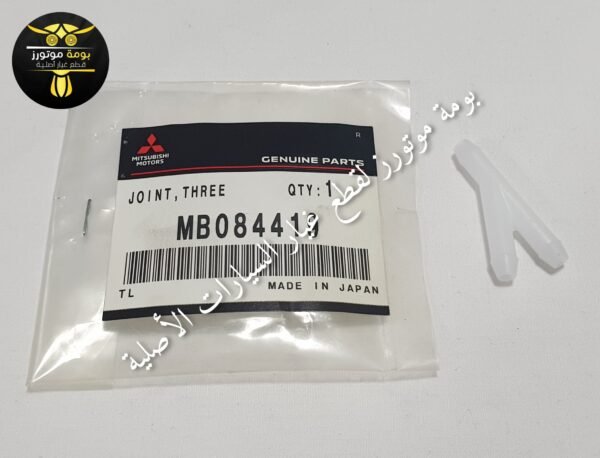 بومة موتورز
قطع غيار أصلية
MITSUBISHI
MOTORS
R
GENUINE PARTS
JOINT, THREE QTY: 1
MB084419
TL MADE IN JAPAN
بومة موتورز لقطع غيار السيارات الأصلية